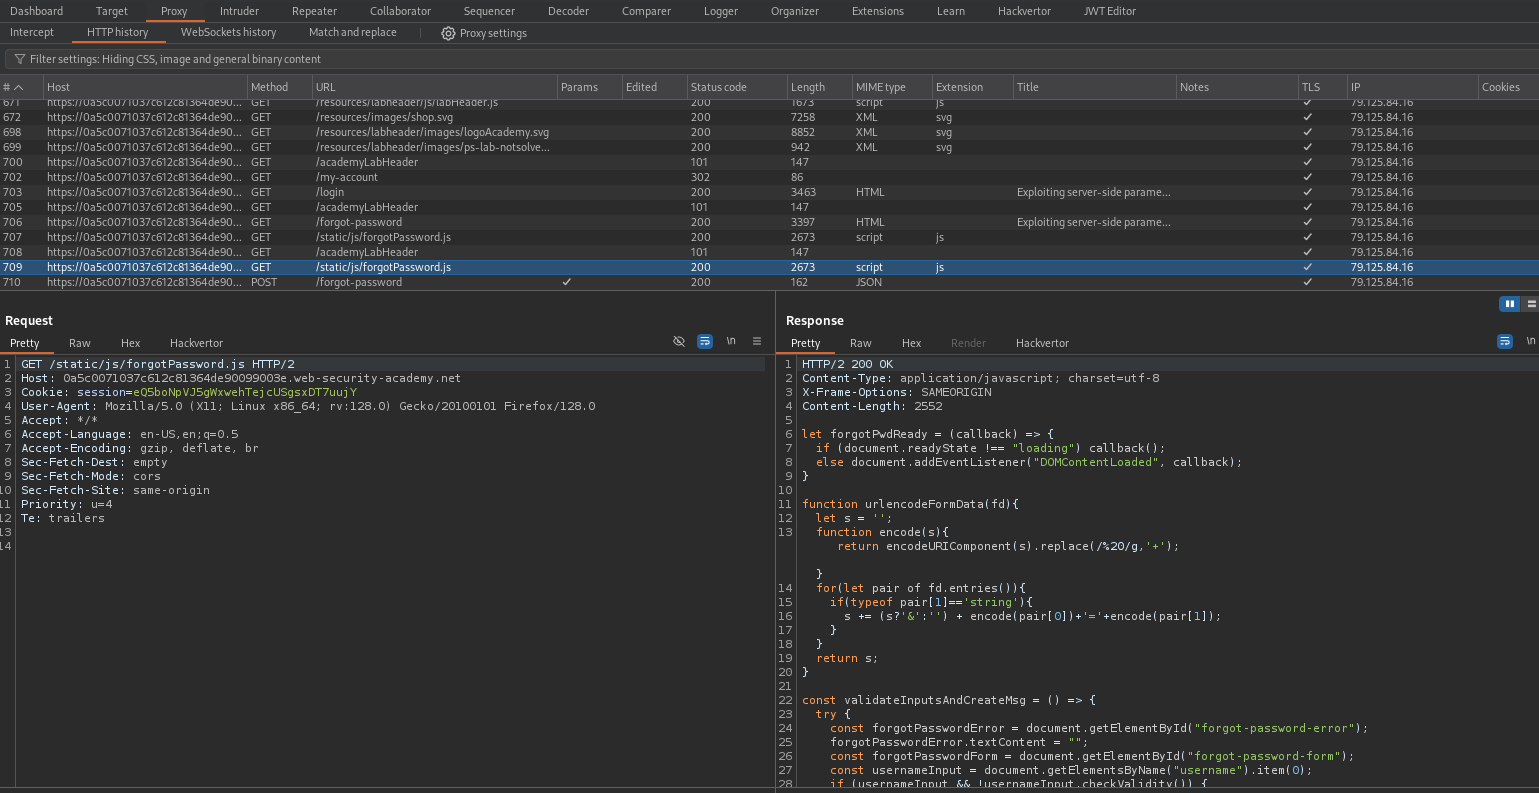 Dashboard Target Proxy Intruder Repeater Collaborator Sequencer Decoder Comparer Logger Organizer Extensions Learn Hackvertor JWT Editor
Intercept HTTP history WebSockets history Match and replace Proxy settings
Filter settings: Hiding CSS, image and general binary content
# Host Method URL Params Edited Status code Length MIME type Extension Title Notes TLS IP Cookies
671 https://0a5c0071037c612c81364de90... GET /resources/labheader/js/labHeader.js 200 1673 script js ✓ 79.125.84.16
672 https://0a5c0071037c612c81364de90... GET /resources/images/shop.svg 200 7258 XML svg ✓ 79.125.84.16
698 https://0a5c0071037c612c81364de90... GET /resources/labheader/images/logoAcademy.svg 200 8852 XML svg ✓ 79.125.84.16
699 https://0a5c0071037c612c81364de90... GET /resources/labheader/images/ps-lab-notsolve... 200 942 XML svg ✓ 79.125.84.16
700 https://0a5c0071037c612c81364de90... GET /academyLabHeader 101 147 ✓ 79.125.84.16
702 https://0a5c0071037c612c81364de90... GET /my-account 302 86 ✓ 79.125.84.16
703 https://0a5c0071037c612c81364de90... GET /login 200 3463 HTML Exploiting server-side parame... ✓ 79.125.84.16
705 https://0a5c0071037c612c81364de90... GET /academyLabHeader 101 147 ✓ 79.125.84.16
706 https://0a5c0071037c612c81364de90... GET /forgot-password 200 3397 HTML Exploiting server-side parame... ✓ 79.125.84.16
707 https://0a5c0071037c612c81364de90... GET /static/js/forgotPassword.js 200 2673 script js ✓ 79.125.84.16
708 https://0a5c0071037c612c81364de90... GET /academyLabHeader 101 147 ✓ 79.125.84.16
709 https://0a5c0071037c612c81364de90... GET /static/js/forgotPassword.js 200 2673 script js ✓ 79.125.84.16
710 https://0a5c0071037c612c81364de90... POST /forgot-password ✓ 200 162 JSON ✓ 79.125.84.16
Request
Pretty Raw Hex Hackvertor \n
1 GET /static/js/forgotPassword.js HTTP/2
2 Host: 0a5c0071037c612c81364de90099003e.web-security-academy.net
3 Cookie: session=eQ5boNpVJ5gWxwehTejcUSgsxDT7uujY
4 User-Agent: Mozilla/5.0 (X11; Linux x86_64; rv:128.0) Gecko/20100101 Firefox/128.0
5 Accept: */*
6 Accept-Language: en-US,en;q=0.5
7 Accept-Encoding: gzip, deflate, br
8 Sec-Fetch-Dest: empty
9 Sec-Fetch-Mode: cors
10 Sec-Fetch-Site: same-origin
11 Priority: u=4
12 Te: trailers
13
14
Response
Pretty Raw Hex Render Hackvertor \n
1 HTTP/2 200 OK
2 Content-Type: application/javascript; charset=utf-8
3 X-Frame-Options: SAMEORIGIN
4 Content-Length: 2552
5
6 let forgotPwdReady = (callback) => {
7 if (document.readyState !== "loading") callback();
8 else document.addEventListener("DOMContentLoaded", callback);
9 }
10
11 function urlencodeFormData(fd){
12 let s = '';
13 function encode(s){
return encodeURIComponent(s).replace(/%20/g,'+');
}
14 for(let pair of fd.entries()){
15 if(typeof pair[1]=='string'){
16 s += (s?'&':'') + encode(pair[0])+'='+encode(pair[1]);
17 }
18 }
19 return s;
20 }
21
22 const validateInputsAndCreateMsg = () => {
23 try {
24 const forgotPasswordError = document.getElementById("forgot-password-error");
25 forgotPasswordError.textContent = "";
26 const forgotPasswordForm = document.getElementById("forgot-password-form");
27 const usernameInput = document.getElementsByName("username").item(0);
28 if (usernameInput && !usernameInput.checkValidity()) {